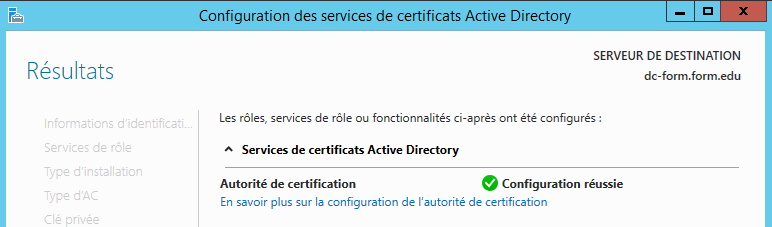 Configuration des services de certificats Active Directory
SERVEUR DE DESTINATION
dc-form.form.edu
Résultats
Les rôles, services de rôle ou fonctionnalités ci-après ont été configurés :
Informations d'identificati...
Services de rôle
Services de certificats Active Directory
Type d'installation
Autorité de certification
Configuration réussie
Type d'AC
En savoir plus sur la configuration de l'autorité de certification
Clé privée